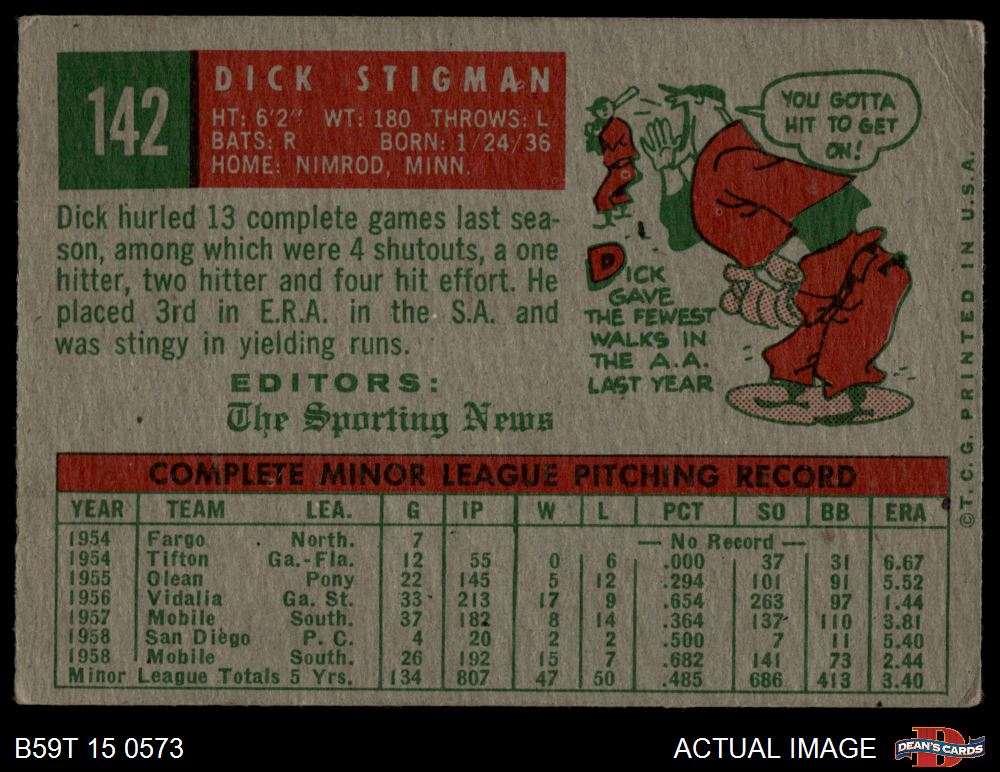 142
DICK STIGMAN
HT: 6'2" WT: 180 THROWS: L
BATS: R BORN: 1/24/36
HOME: NIMROD, MINN.
Dick hurled 13 complete games last sea-
son, among which were 4 shutouts, a one
hitter, two hitter and four hit effort. He
placed 3rd in E.R.A. in the S.A. and
was stingy in yielding runs.
EDITORS:
The Sporting News
YOU GOTTA
HIT TO GET
ON!
DICK
GAVE
THE FEWEST
WALKS IN
THE A.A.
LAST YEAR
©T.C.G. PRINTED IN U.S.A.
COMPLETE MINOR LEAGUE PITCHING RECORD
YEAR TEAM LEA. G IP W L PCT SO BB ERA
1954 Fargo North. 7 — No Record —
1954 Tifton Ga.-Fla. 12 55 0 6 .000 37 31 6.67
1955 Olean Pony 22 145 5 12 .294 101 91 5.52
1956 Vidalia Ga. St. 33 213 17 9 .654 263 97 1.44
1957 Mobile South. 37 182 8 14 .364 137 110 3.81
1958 San Diego P. C. 4 20 2 2 .500 7 11 5.40
1958 Mobile South. 26 192 15 7 .682 141 73 2.44
Minor League Totals 5 Yrs. 134 807 47 50 .485 686 413 3.40
B59T 15 0573
ACTUAL IMAGE
DEAN'S CARDS